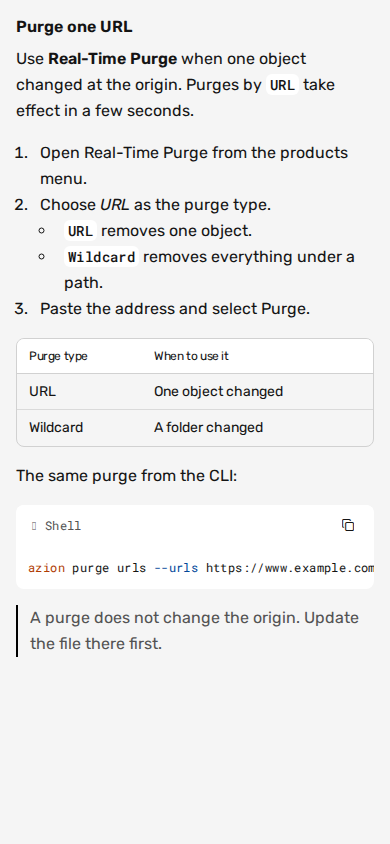 Purge one URL
Use Real-Time Purge when one object
changed at the origin. Purges by URL take
effect in a few seconds.
1. Open Real-Time Purge from the products
menu.
2. Choose URL as the purge type.
URL removes one object.
Wildcard removes everything under a
path.
3. Paste the address and select Purge.
Purge type When to use it
URL One object changed
Wildcard A folder changed
The same purge from the CLI:
Shell
azion purge urls --urls https://www.example.com
A purge does not change the origin. Update
the file there first.